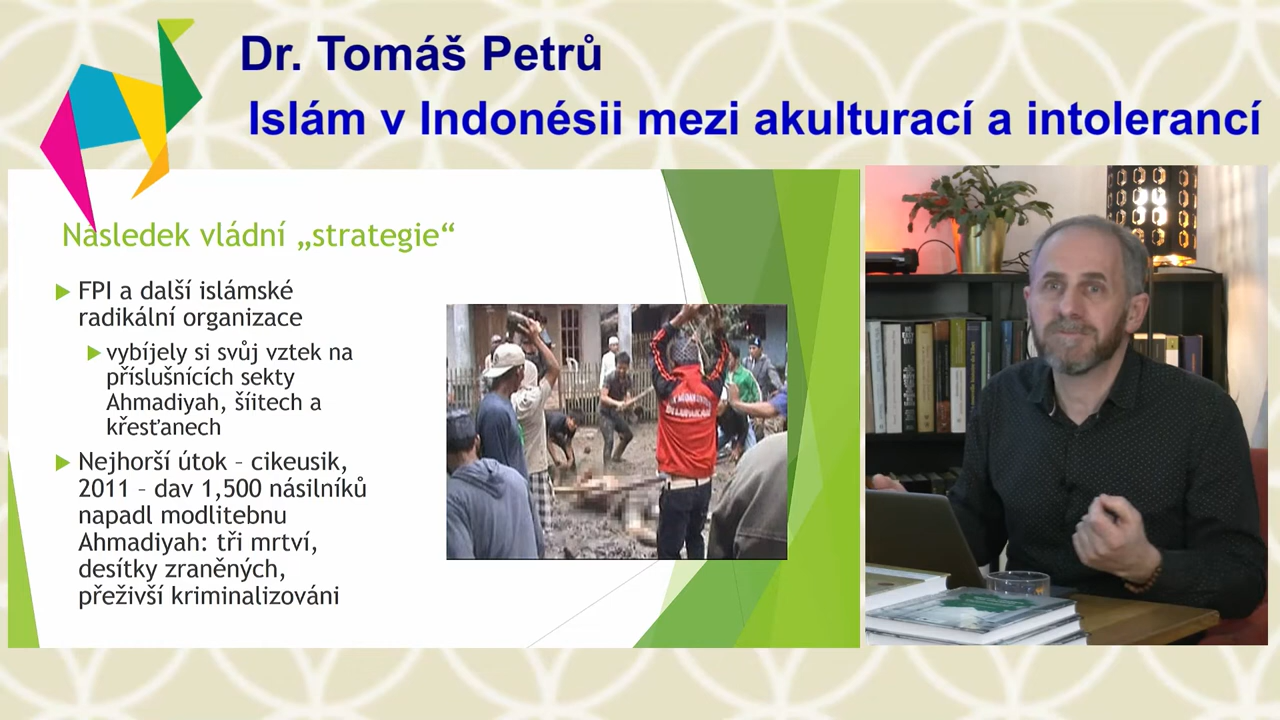 Dr. Tomáš Petrů
Islám v Indonésii mezi akulturací a intolerancí
Následek vládní „strategie“
FPI a další islámské
radikální organizace
vybíjely si svůj vztek na
příslušnících sekty
Ahmadiyah, šíitech a
křesťanech
Nejhorší útok – cikeusik,
2011 – dav 1,500 násilníků
napadl modlitebnu
Ahmadiyah: tři mrtví,
desítky zraněných,
přeživší kriminalizováni